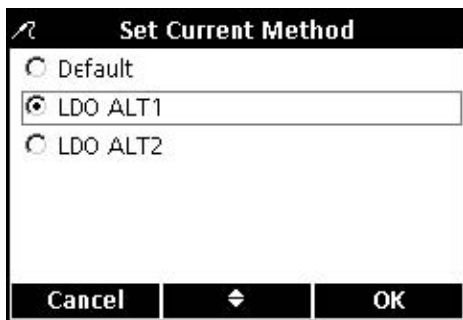 Set Current Method
Default
LDO ALT1
LDO ALT2
Cancel OK